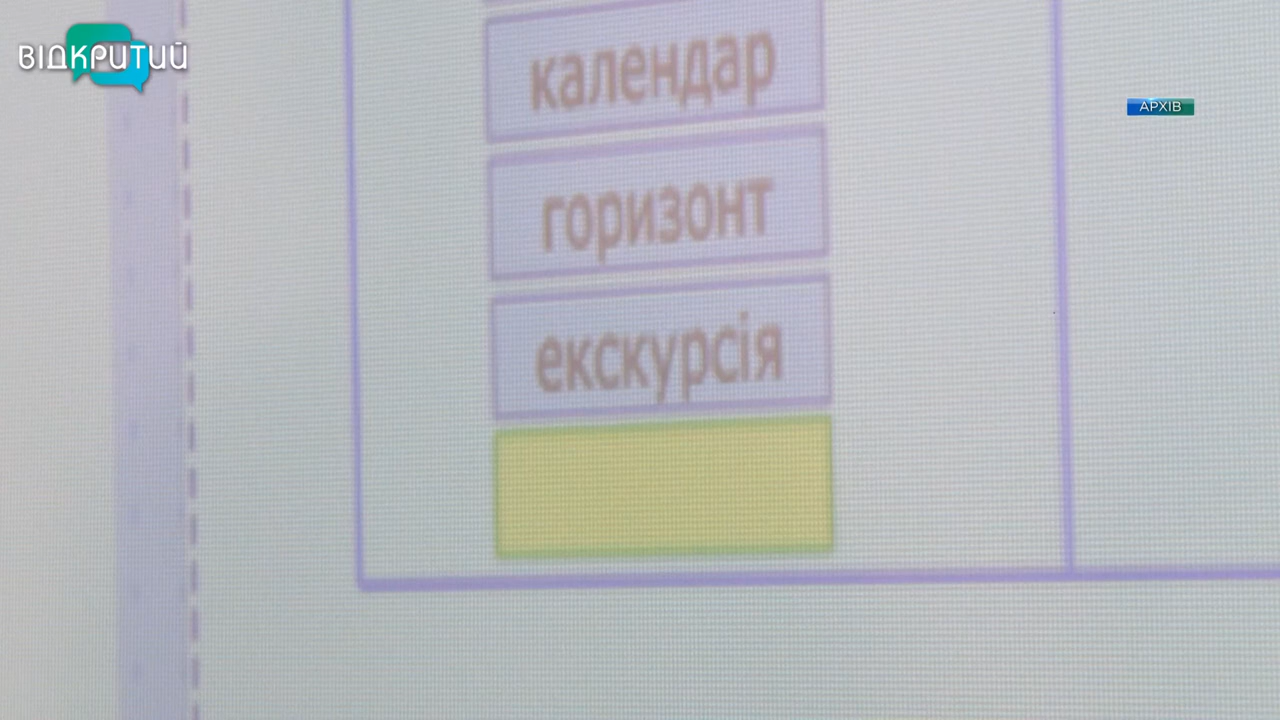 ВІДКРИТИЙ
АРХІВ
календар
горизонт
екскурсія